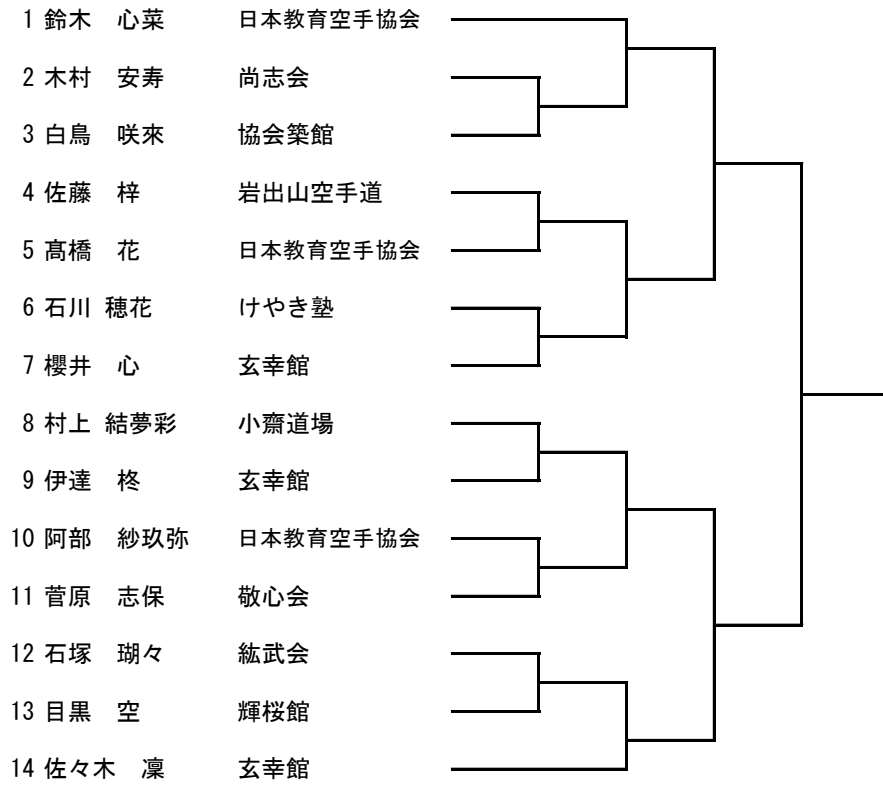 1 鈴木　心菜　日本教育空手協会
2 木村　安寿　尚志会
3 白鳥　咲來　協会築館
4 佐藤　梓　岩出山空手道
5 髙橋　花　日本教育空手協会
6 石川 穂花　けやき塾
7 櫻井　心　玄幸館
8 村上 結夢彩　小齋道場
9 伊達　柊　玄幸館
10 阿部　紗玖弥　日本教育空手協会
11 菅原　志保　敬心会
12 石塚　瑚々　紘武会
13 目黒　空　輝桜館
14 佐々木　凜　玄幸館